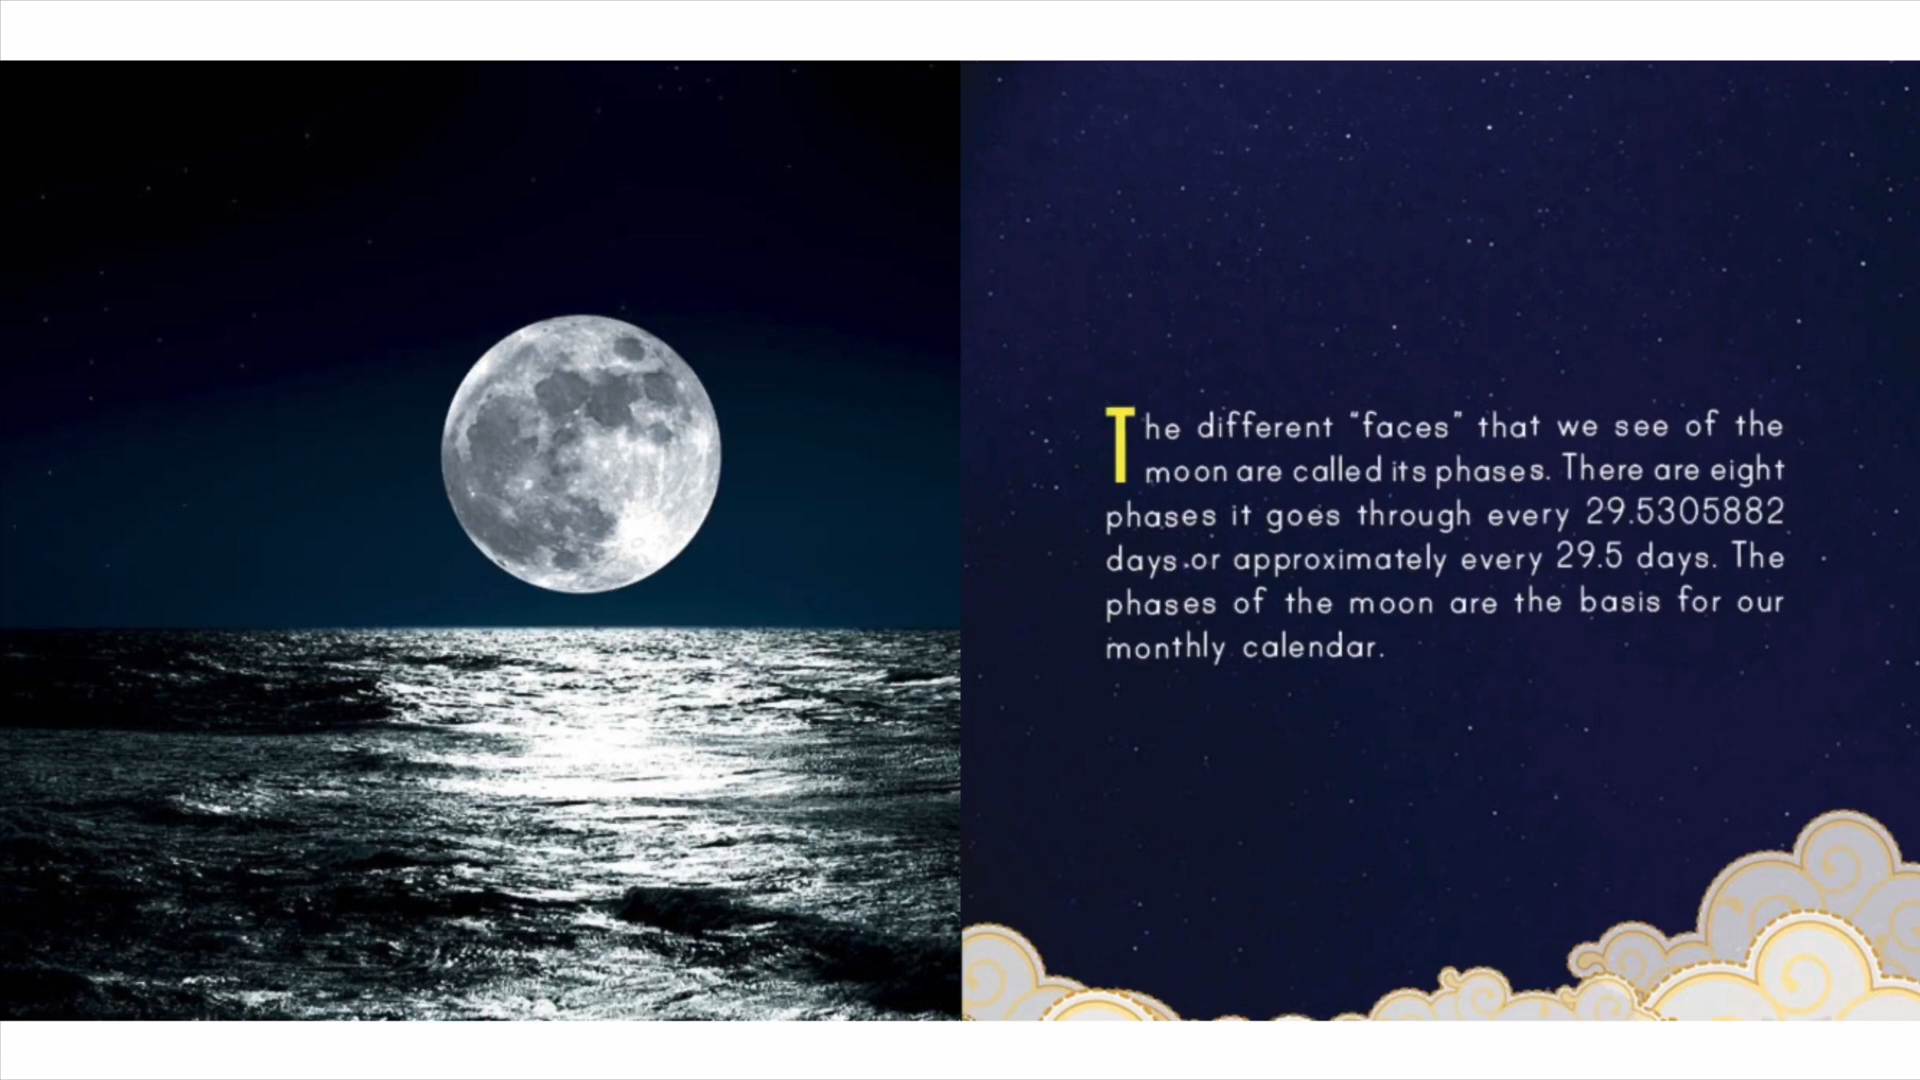 The different “faces” that we see of the
moon are called its phases. There are eight
phases it goes through every 29.5305882
days or approximately every 29.5 days. The
phases of the moon are the basis for our
monthly calendar.